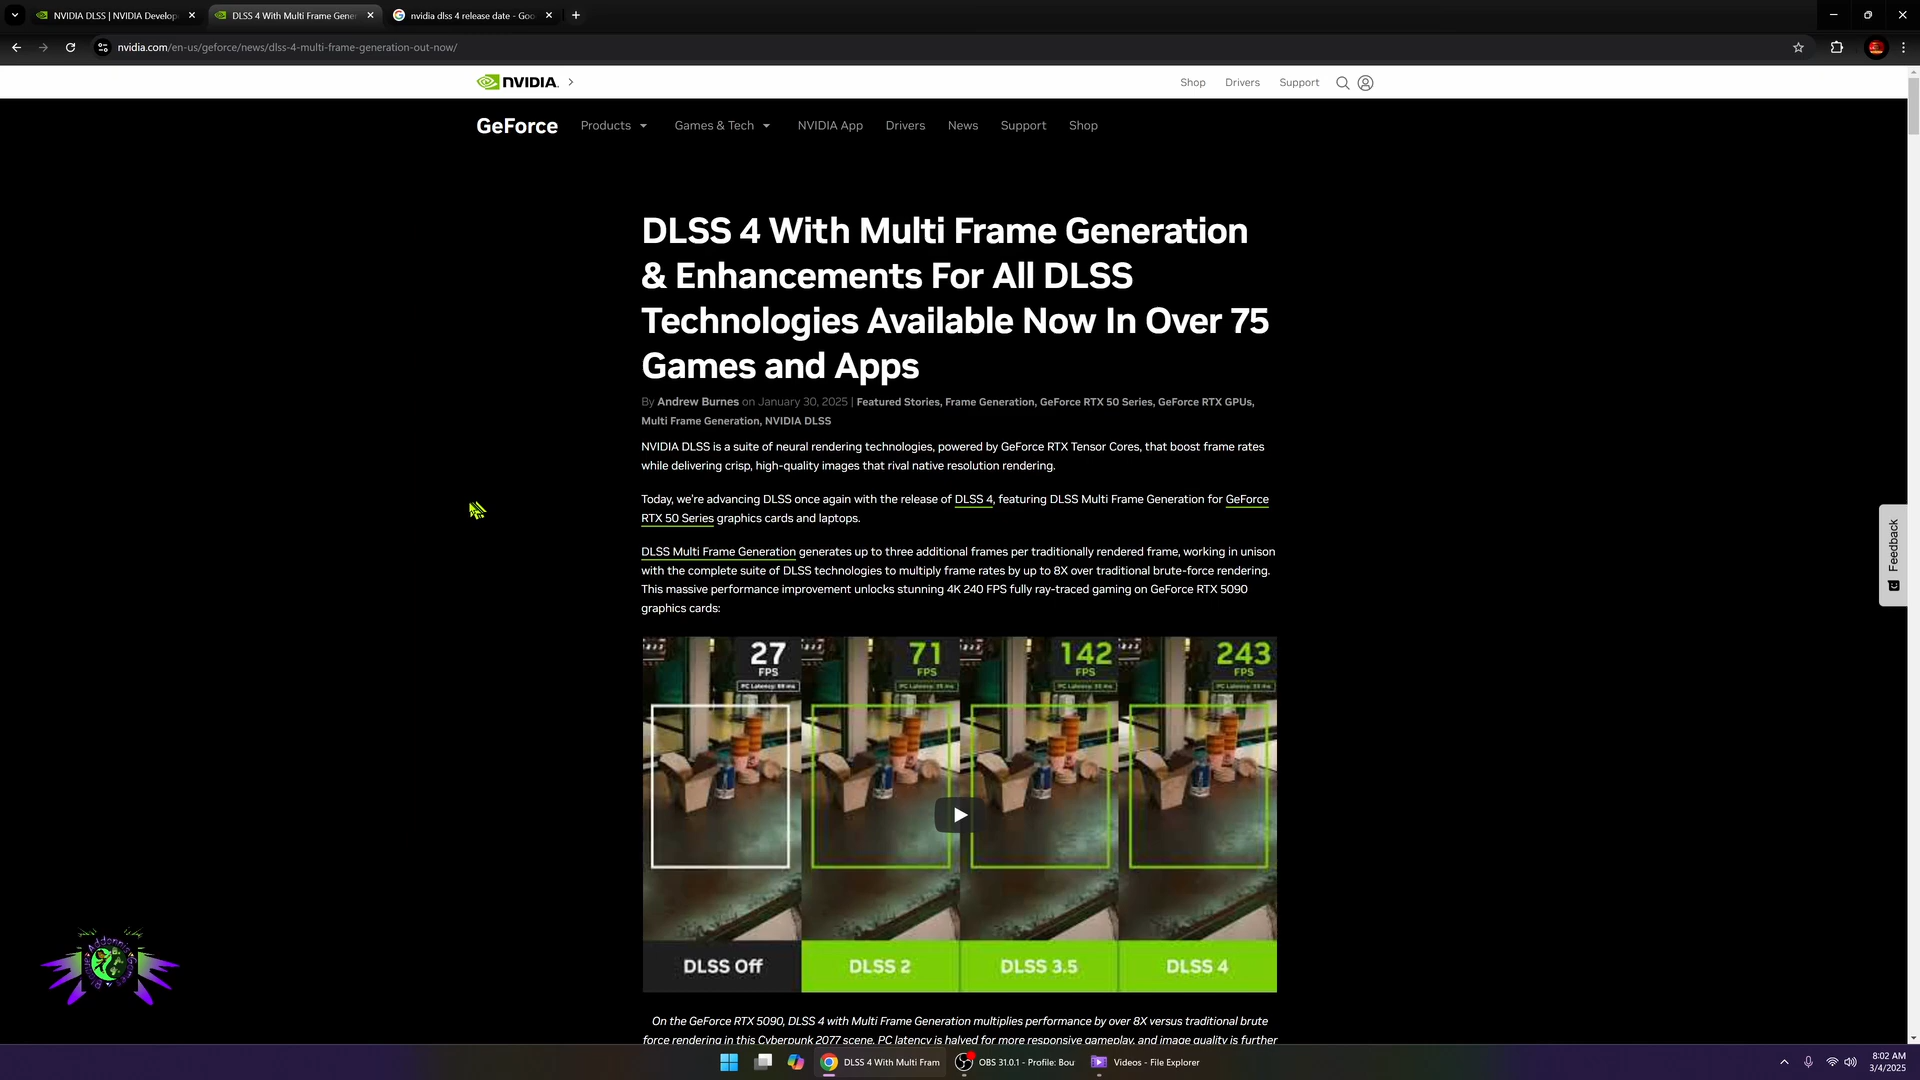 NVIDIA DLSS | NVIDIA Develop
DLSS 4 With Multi Frame Gener
nvidia dlss 4 release date - Goo
nvidia.com/en-us/geforce/news/dlss-4-multi-frame-generation-out-now/
NVIDIA.
Shop
Drivers
Support
GeForce
Products
Games & Tech
NVIDIA App
Drivers
News
Support
Shop
DLSS 4 With Multi Frame Generation
& Enhancements For All DLSS
Technologies Available Now In Over 75
Games and Apps
By Andrew Burnes on January 30, 2025 | Featured Stories, Frame Generation, GeForce RTX 50 Series, GeForce RTX GPUs,
Multi Frame Generation, NVIDIA DLSS
NVIDIA DLSS is a suite of neural rendering technologies, powered by GeForce RTX Tensor Cores, that boost frame rates
while delivering crisp, high-quality images that rival native resolution rendering.
Today, we're advancing DLSS once again with the release of DLSS 4, featuring DLSS Multi Frame Generation for GeForce
RTX 50 Series graphics cards and laptops.
DLSS Multi Frame Generation generates up to three additional frames per traditionally rendered frame, working in unison
with the complete suite of DLSS technologies to multiply frame rates by up to 8X over traditional brute-force rendering.
This massive performance improvement unlocks stunning 4K 240 FPS fully ray-traced gaming on GeForce RTX 5090
graphics cards:
Feedback
27 71 142 243
FPS FPS FPS FPS
PC Latency: PC Latency: PC Latency: PC Latency:
DLSS Off DLSS 2 DLSS 3.5 DLSS 4
On the GeForce RTX 5090, DLSS 4 with Multi Frame Generation multiplies performance by over 8X versus traditional brute
force rendering in this Cyberpunk 2077 scene. PC latency is halved for more responsive gameplay, and image quality is further
DLSS 4 With Multi Fram
OBS 31.0.1 - Profile: Bou
Videos - File Explorer
8:02 AM
3/4/2025